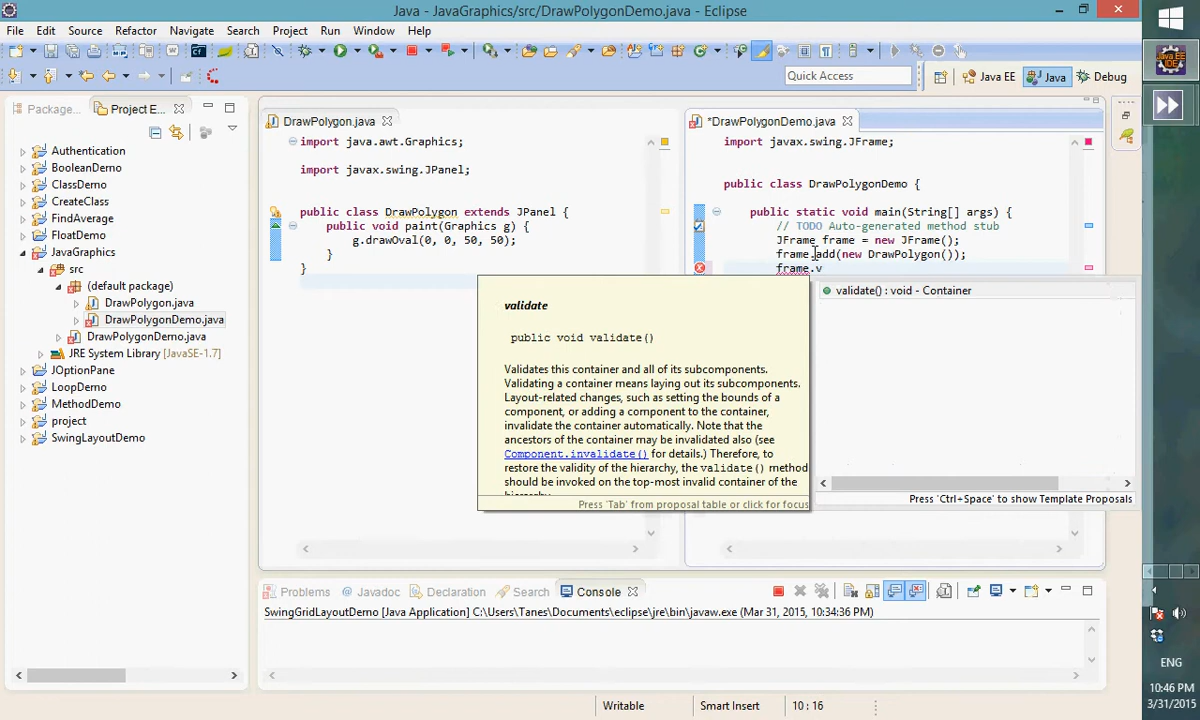 Java - JavaGraphics/src/DrawPolygonDemo.java - Eclipse
File Edit Source Refactor Navigate Search Project Run Window Help
Quick Access
Java EE
Java
Debug
Package...
Project E...
Authentication
BooleanDemo
ClassDemo
CreateClass
FindAverage
FloatDemo
JavaGraphics
src
(default package)
DrawPolygon.java
DrawPolygonDemo.java
DrawPolygonDemo.java
JRE System Library [JavaSE-1.7]
JOptionPane
LoopDemo
MethodDemo
project
SwingLayoutDemo
DrawPolygon.java
import java.awt.Graphics;
import javax.swing.JPanel;
public class DrawPolygon extends JPanel {
public void paint(Graphics g) {
g.drawOval(0, 0, 50, 50);
}
}
*DrawPolygonDemo.java
import javax.swing.JFrame;
public class DrawPolygonDemo {
public static void main(String[] args) {
// TODO Auto-generated method stub
JFrame frame = new JFrame();
frame.add(new DrawPolygon());
frame.v
validate
public void validate()
Validates this container and all of its subcomponents.
Validating a container means laying out its subcomponents.
Layout-related changes, such as setting the bounds of a
component, or adding a component to the container,
invalidate the container automatically. Note that the
ancestors of the container may be invalidated also (see
Component.invalidate() for details.) Therefore, to
restore the validity of the hierarchy, the validate() method
should be invoked on the top-most invalid container of the
hierarchy.
Press 'Tab' from proposal table or click for focus
validate() : void - Container
Press 'Ctrl+Space' to show Template Proposals
Problems
@ Javadoc
Declaration
Search
Console
SwingGridLayoutDemo [Java Application] C:\Users\Tanes\Documents\eclipse\jre\bin\javaw.exe (Mar 31, 2015, 10:34:36 PM)
Writable
Smart Insert
10 : 16
Java EE
IDE
ENG
10:46 PM
3/31/2015